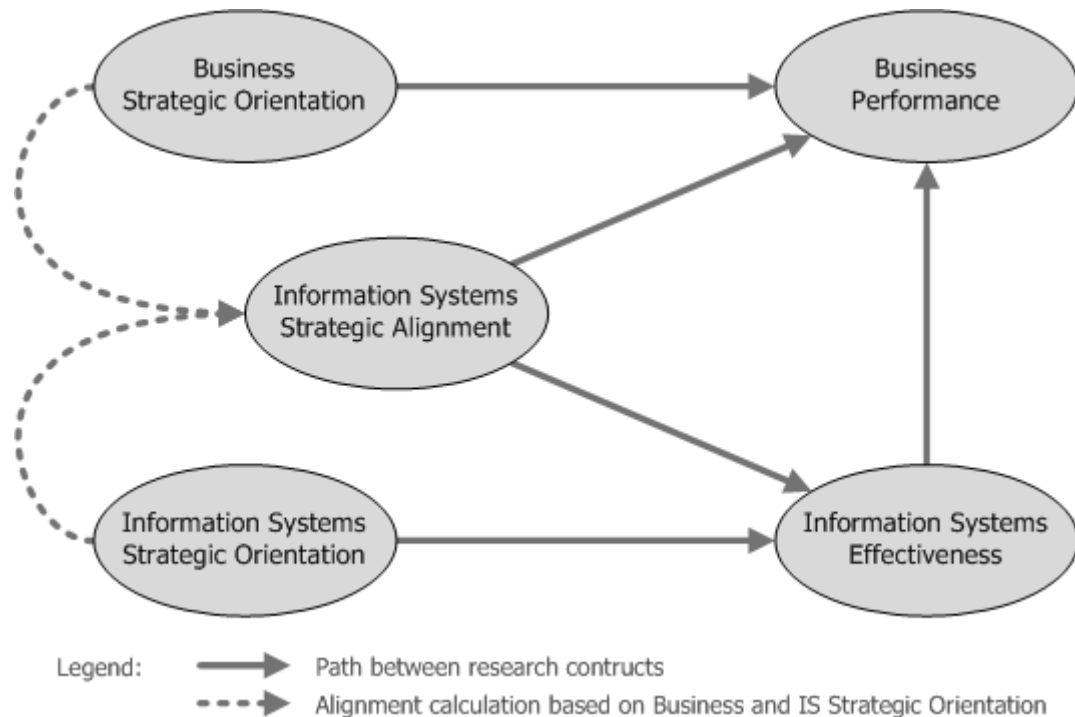 Business
Strategic Orientation
Business
Performance
Information Systems
Strategic Alignment
Information Systems
Strategic Orientation
Information Systems
Effectiveness
Legend:
Path between research contructs
Alignment calculation based on Business and IS Strategic Orientation